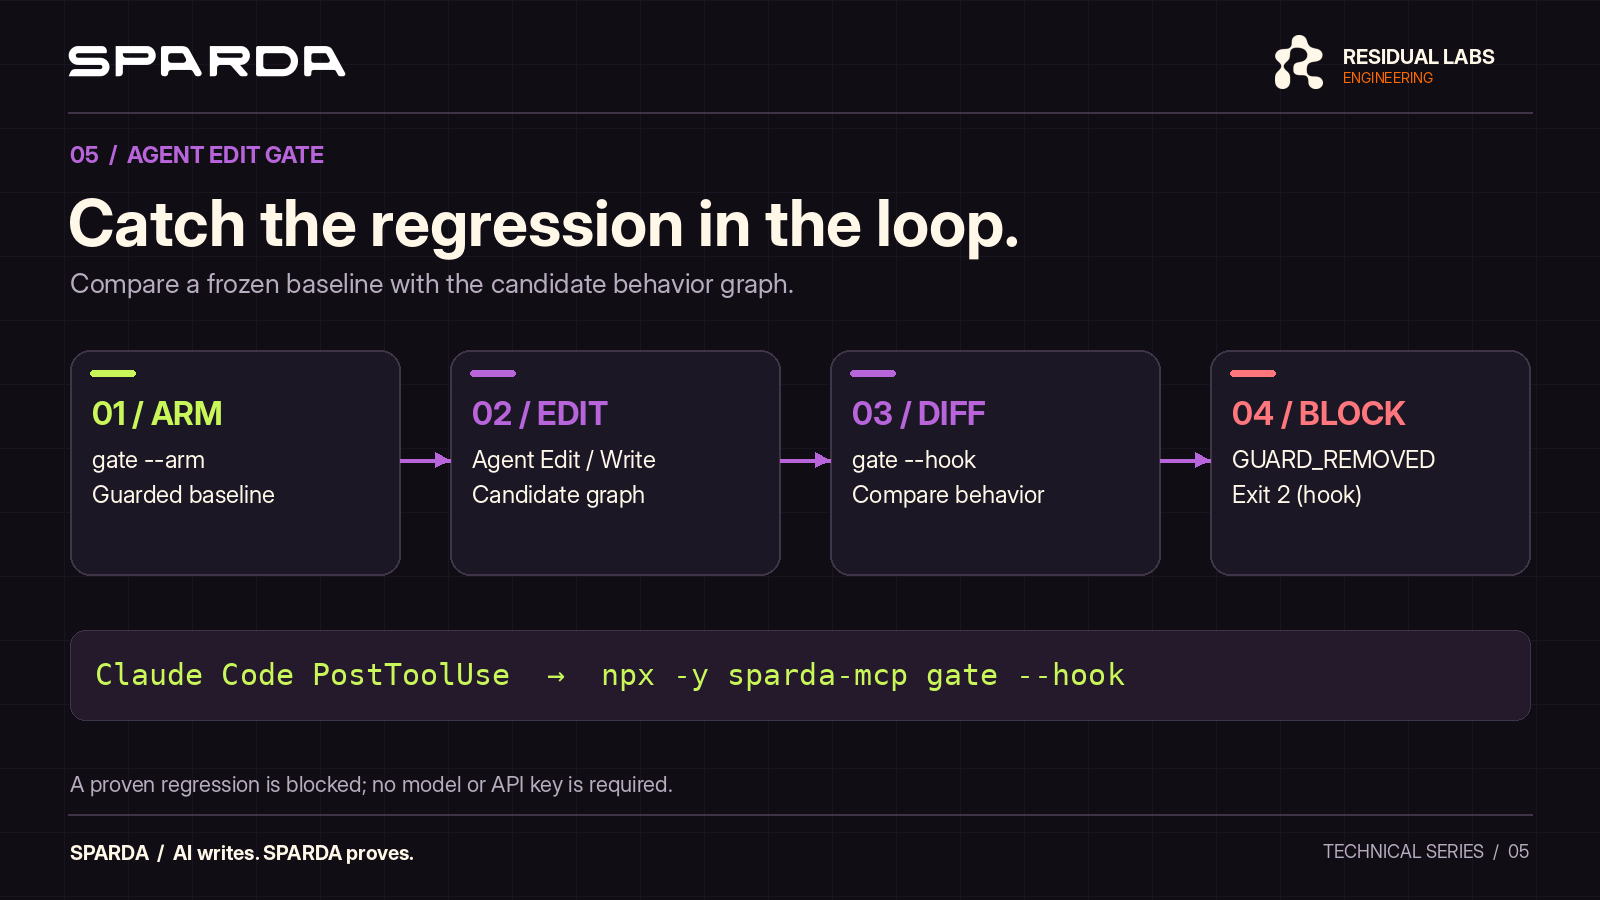 SPARDA
RESIDUAL LABS
ENGINEERING
05 / AGENT EDIT GATE
Catch the regression in the loop.
Compare a frozen baseline with the candidate behavior graph.
01 / ARM
gate --arm
Guarded baseline
02 / EDIT
Agent Edit / Write
Candidate graph
03 / DIFF
gate --hook
Compare behavior
04 / BLOCK
GUARD_REMOVED
Exit 2 (hook)
Claude Code PostToolUse → npx -y sparda-mcp gate --hook
A proven regression is blocked; no model or API key is required.
SPARDA / AI writes. SPARDA proves.
TECHNICAL SERIES / 05